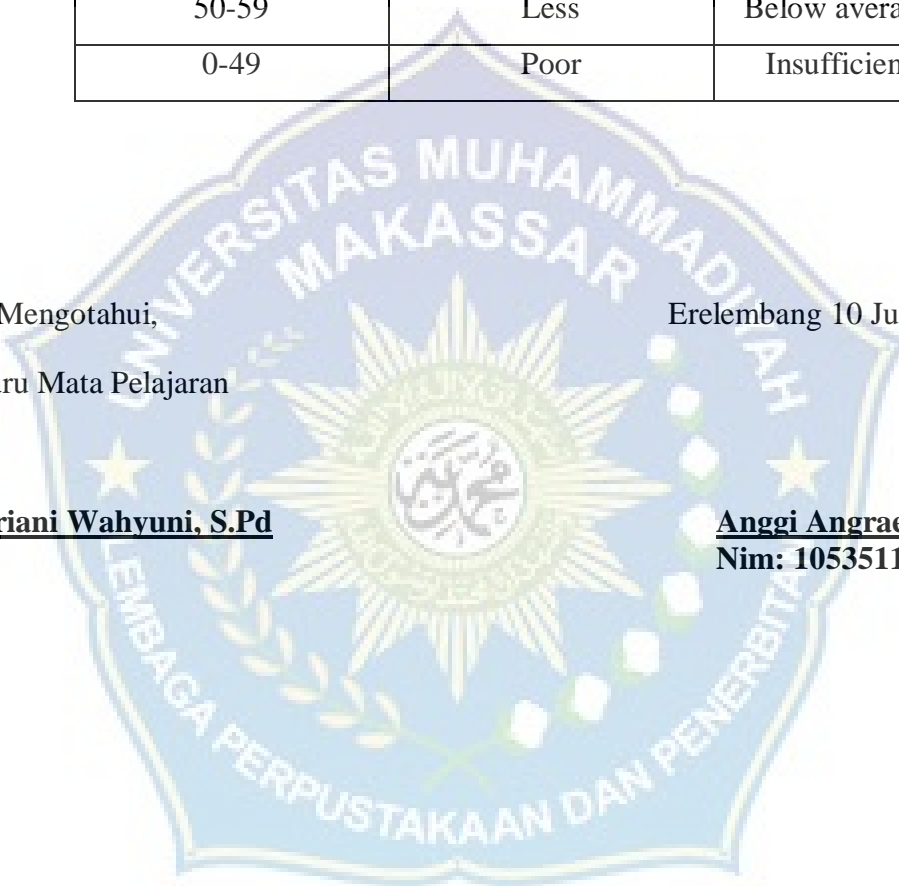 50-59 Less Below avera
0-49 Poor Insufficien
UNIVERSITAS MUHAMMADIYAH
MAKASSAR
Mengotahui, Erelembang 10 Ju
ru Mata Pelajaran
riani Wahyuni, S.Pd Anggi Angrae
Nim: 1053511
LEMBAGA PERPUSTAKAAN DAN PENERBITAN